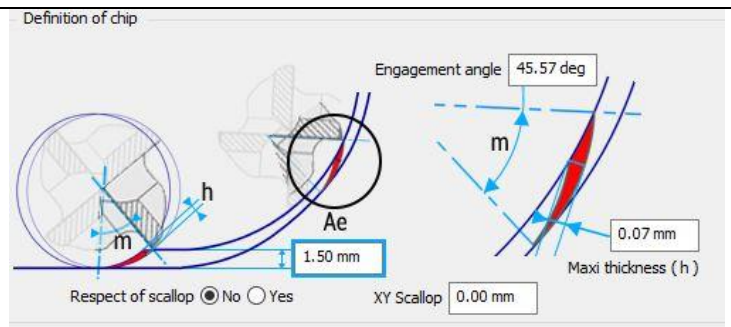 Definition of chip
Engagement angle 45.57 deg
m
h
m
Ae
1.50 mm
0.07 mm
Maxi thickness ( h )
Respect of scallop No Yes
XY Scallop 0.00 mm